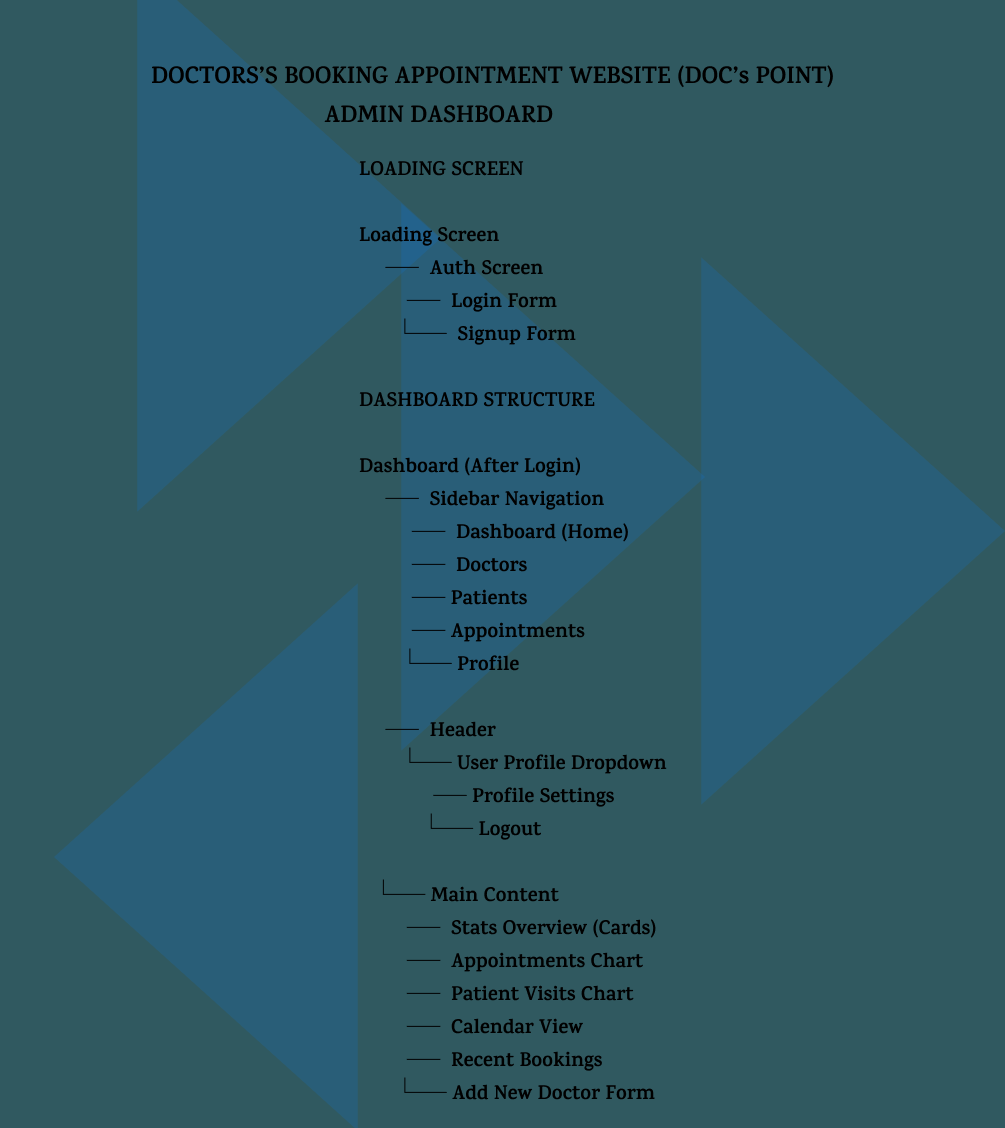 DOCTORS’S BOOKING APPOINTMENT WEBSITE (DOC’s POINT)
ADMIN DASHBOARD
LOADING SCREEN
Loading Screen
Auth Screen
Login Form
Signup Form
DASHBOARD STRUCTURE
Dashboard (After Login)
Sidebar Navigation
Dashboard (Home)
Doctors
Patients
Appointments
Profile
Header
User Profile Dropdown
Profile Settings
Logout
Main Content
Stats Overview (Cards)
Appointments Chart
Patient Visits Chart
Calendar View
Recent Bookings
Add New Doctor Form